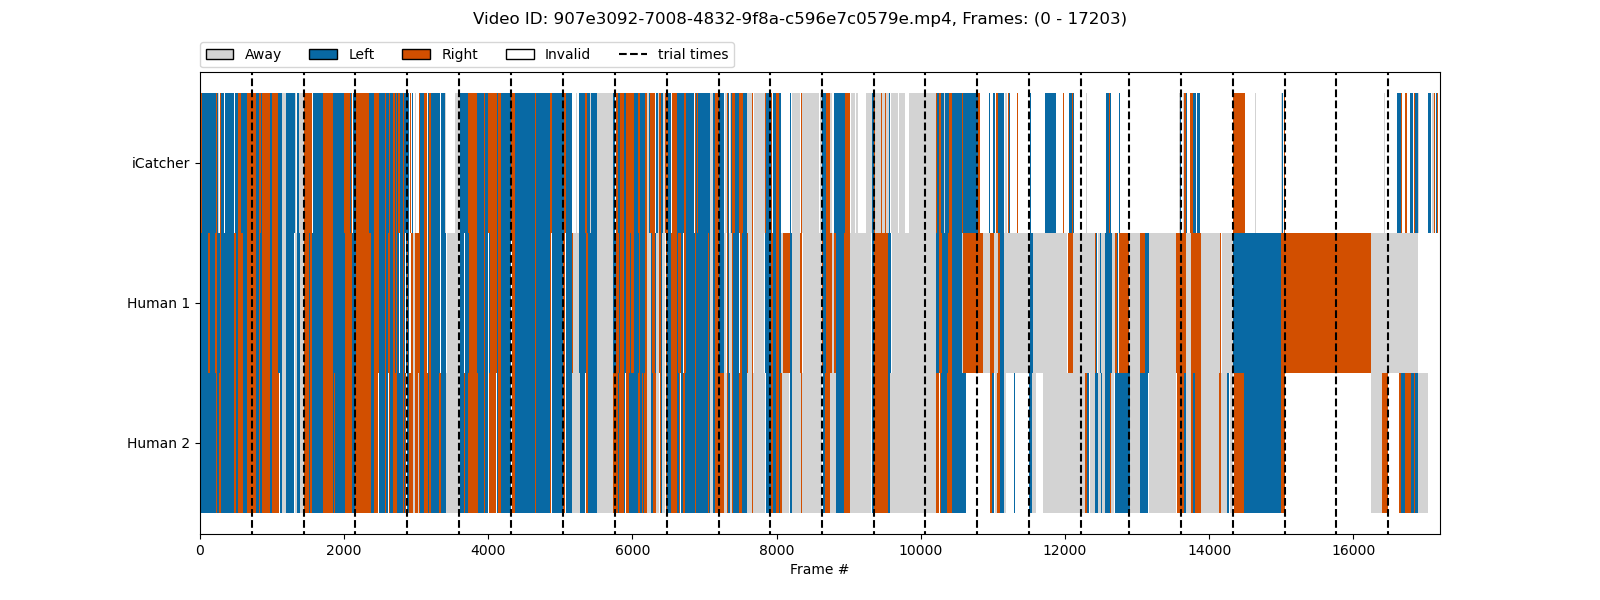 Video ID: 907e3092-7008-4832-9f8a-c596e7c0579e.mp4, Frames: (0 - 17203)
Away Left Right Invalid trial times
iCatcher
Human 1
Human 2
0 2000 4000 6000 8000 10000 12000 14000 16000
Frame #